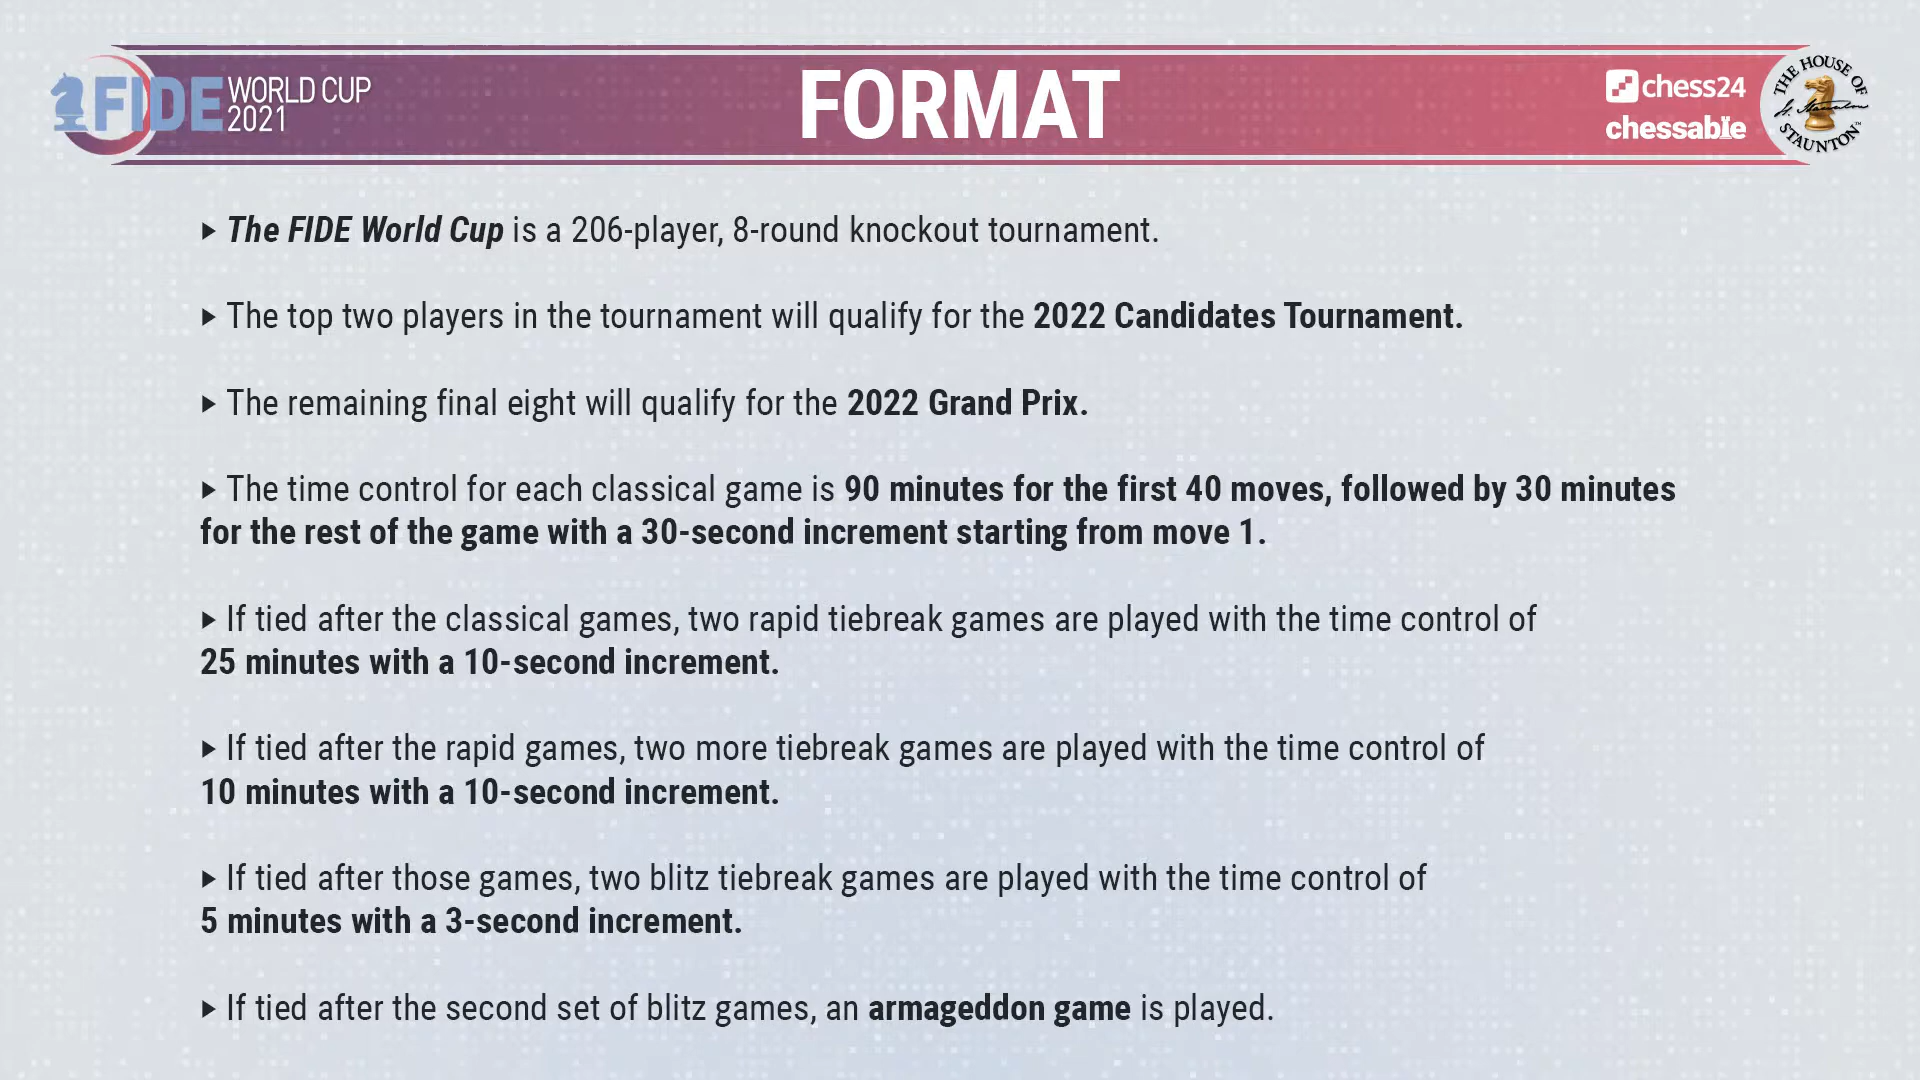 FIDE WORLD CUP
2021
FORMAT
chess24
chessable
THE HOUSE OF
STAUNTON™
▸ The FIDE World Cup is a 206-player, 8-round knockout tournament.
▸ The top two players in the tournament will qualify for the 2022 Candidates Tournament.
▸ The remaining final eight will qualify for the 2022 Grand Prix.
▸ The time control for each classical game is 90 minutes for the first 40 moves, followed by 30 minutes
for the rest of the game with a 30-second increment starting from move 1.
▸ If tied after the classical games, two rapid tiebreak games are played with the time control of
25 minutes with a 10-second increment.
▸ If tied after the rapid games, two more tiebreak games are played with the time control of
10 minutes with a 10-second increment.
▸ If tied after those games, two blitz tiebreak games are played with the time control of
5 minutes with a 3-second increment.
▸ If tied after the second set of blitz games, an armageddon game is played.